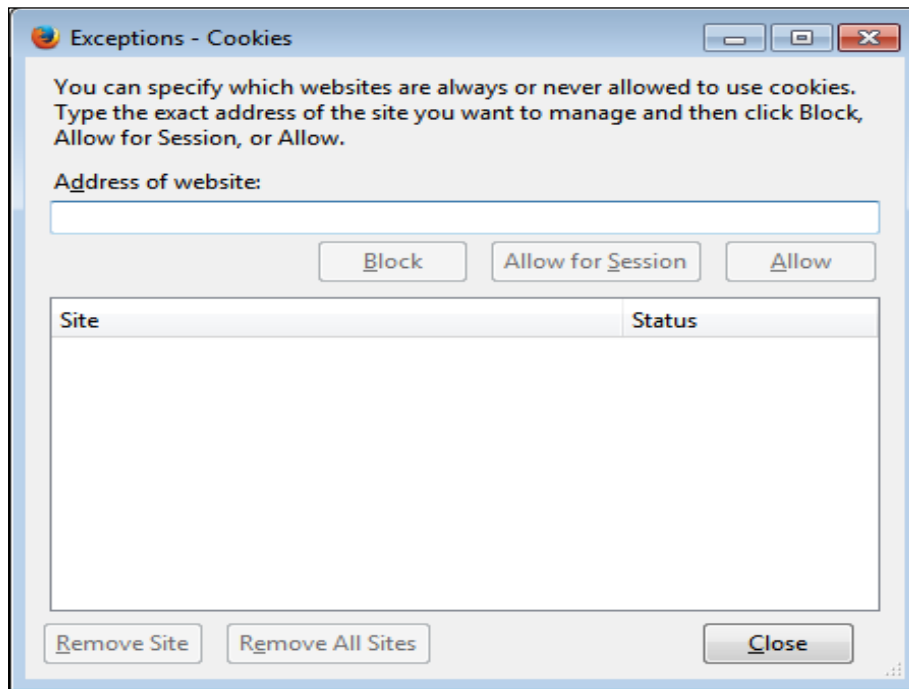 Exceptions - Cookies
You can specify which websites are always or never allowed to use cookies.
Type the exact address of the site you want to manage and then click Block,
Allow for Session, or Allow.
Address of website:
Block Allow for Session Allow
Site Status
Remove Site Remove All Sites Close